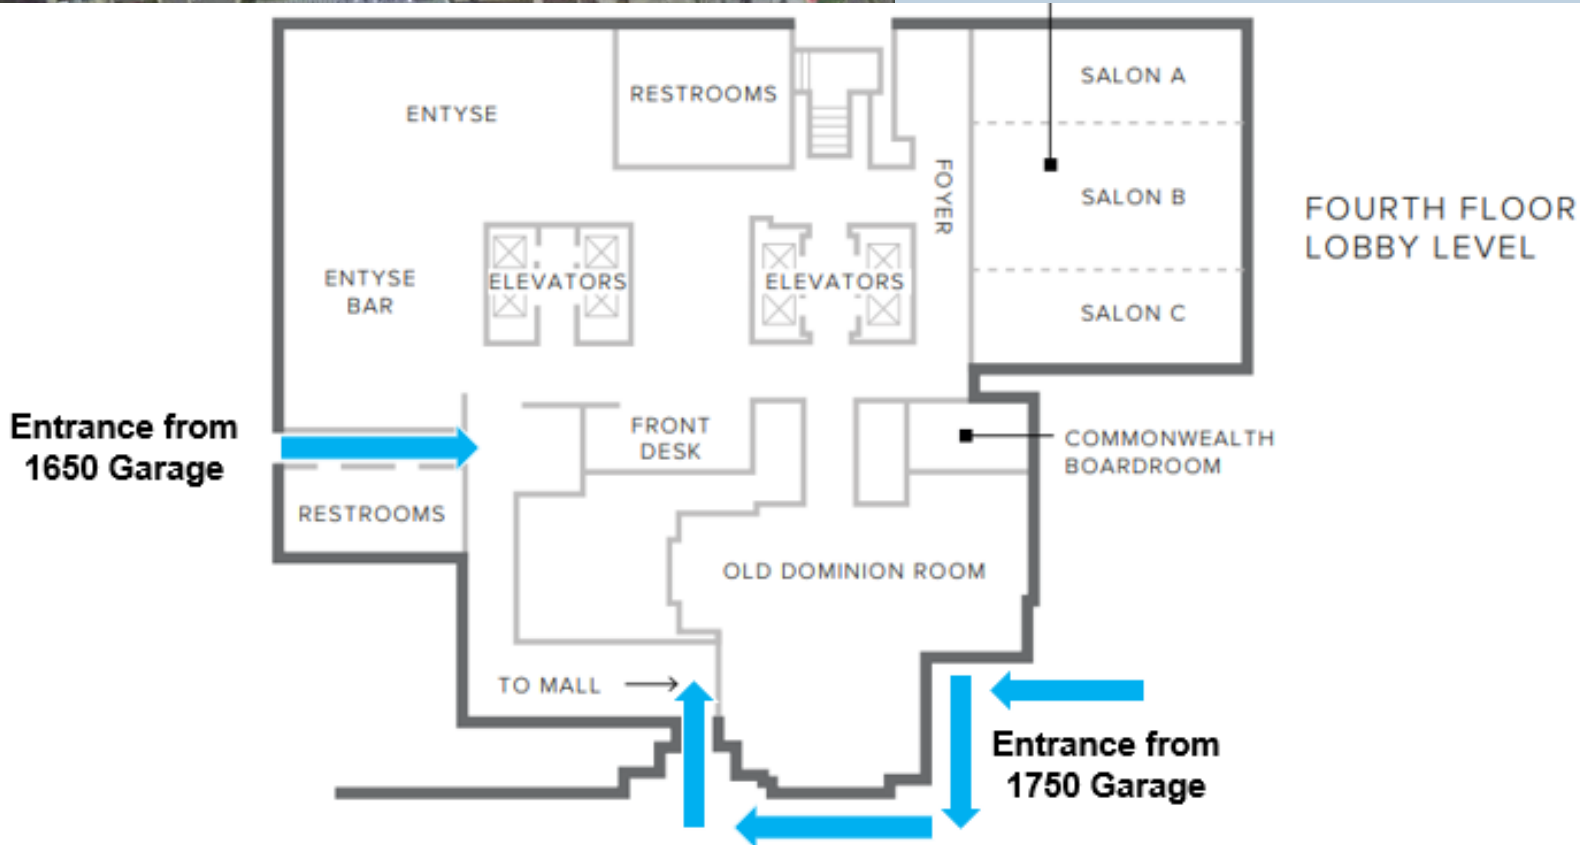 SALON A
RESTROOMS
ENTYSE
FOYER
SALON B
FOURTH FLOOR
LOBBY LEVEL
ENTYSE
BAR
ELEVATORS
ELEVATORS
SALON C
Entrance from
1650 Garage
FRONT
DESK
COMMONWEALTH
BOARDROOM
RESTROOMS
OLD DOMINION ROOM
TO MALL
Entrance from
1750 Garage